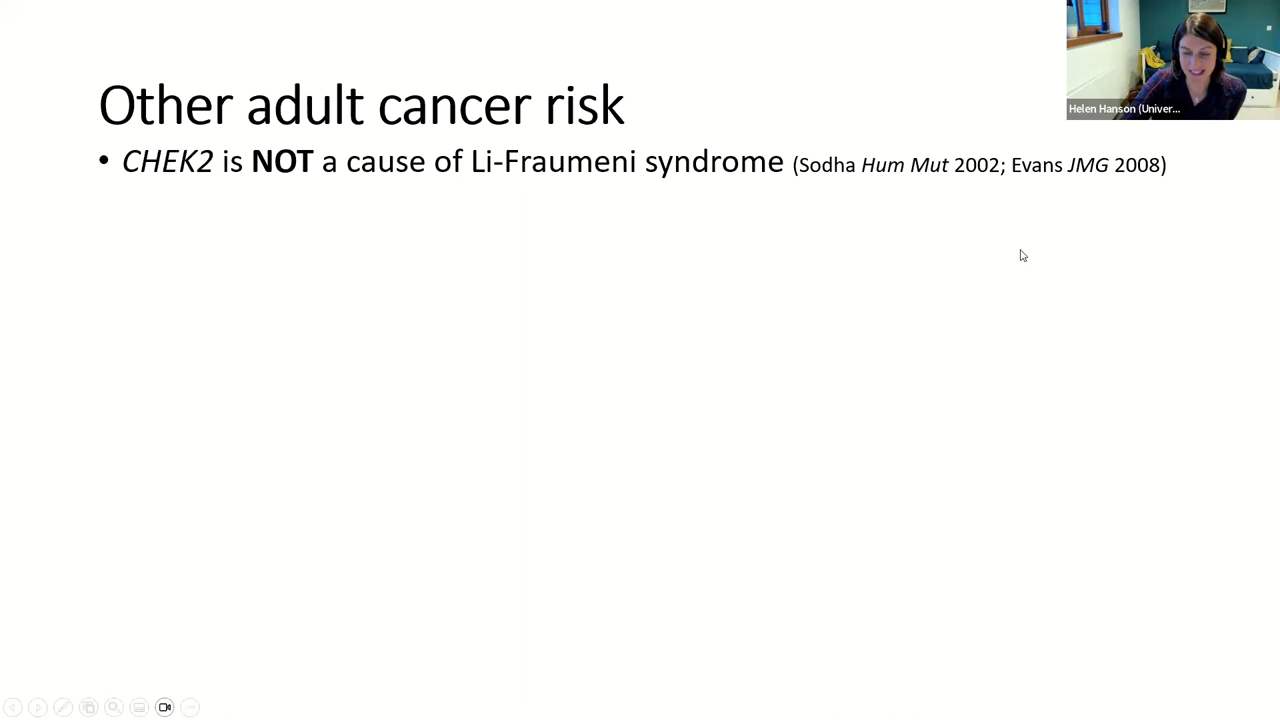 Helen Hanson (Univer...
Other adult cancer risk
• CHEK2 is NOT a cause of Li-Fraumeni syndrome (Sodha Hum Mut 2002; Evans JMG 2008)